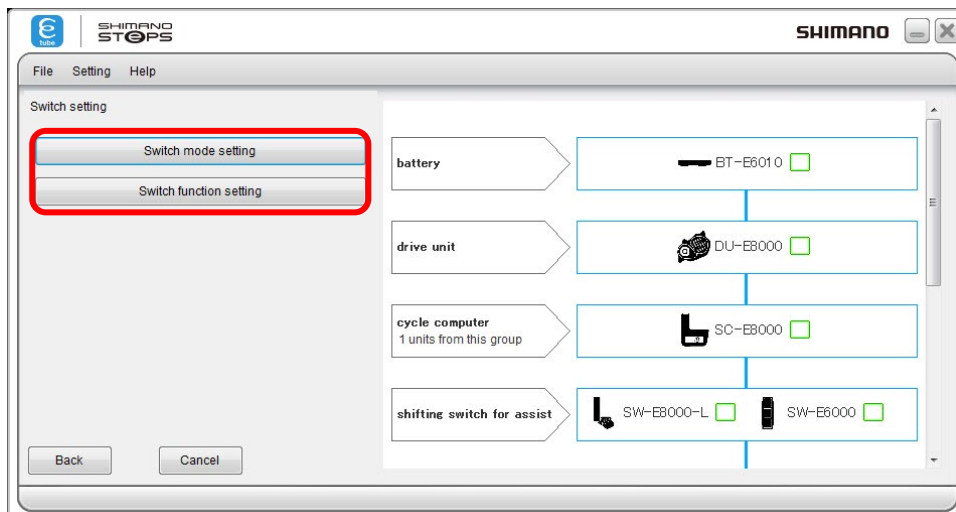 E
tube
SHIMANO
STEPS
SHIMANO
File Setting Help
Switch setting
Switch mode setting
Switch function setting
battery
BT-E6010
drive unit
DU-E8000
cycle computer
1 units from this group
SC-E8000
shifting switch for assist
SW-E8000-L
SW-E6000
Back
Cancel